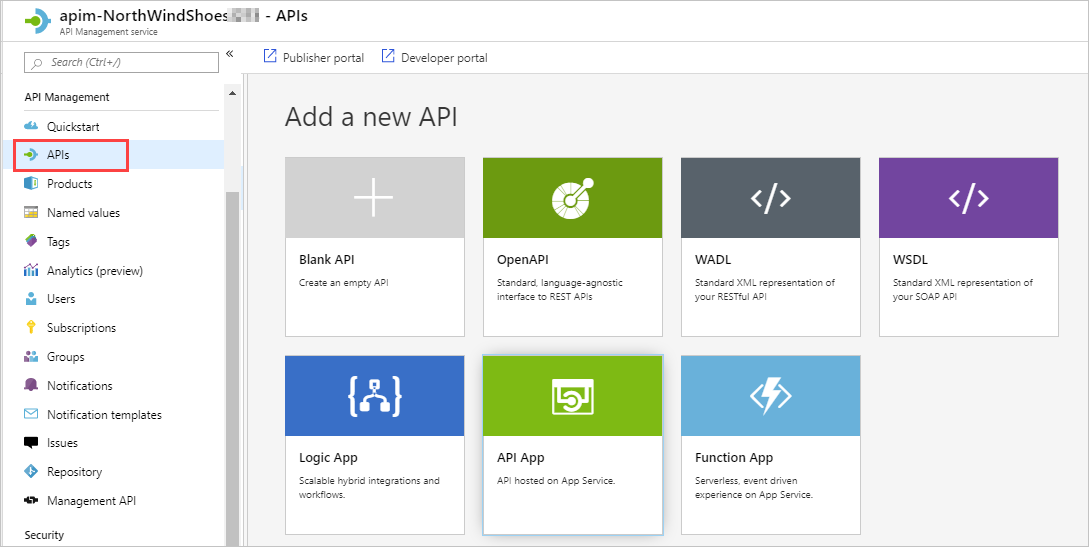 apim-NorthWindShoes - APIs
API Management service
Search (Ctrl+/)
«
Publisher portal
Developer portal
API Management
Quickstart
APIs
Products
Named values
Tags
Analytics (preview)
Users
Subscriptions
Groups
Notifications
Notification templates
Issues
Repository
Management API
Security
Add a new API
Blank API
Create an empty API
OpenAPI
Standard, language-agnostic
interface to REST APIs
WADL
Standard XML representation of
your RESTful API
WSDL
Standard XML representation of
your SOAP API
Logic App
Scalable hybrid integrations and
workflows.
API App
API hosted on App Service.
Function App
Serverless, event driven
experience on App Service.